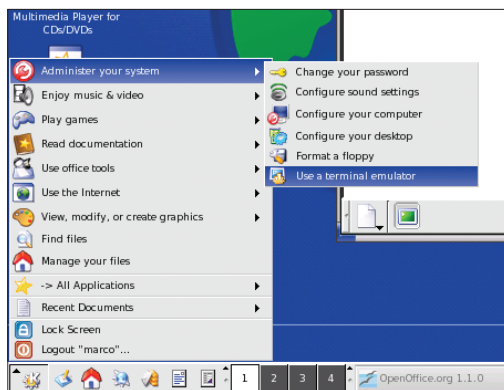 Multimedia Player for
CDs/DVDs
Administer your system
Enjoy music & video
Play games
Read documentation
Use office tools
Use the Internet
View, modify, or create graphics
Find files
Manage your files
-> All Applications
Recent Documents
Lock Screen
Logout "marco"...
Change your password
Configure sound settings
Configure your computer
Configure your desktop
Format a floppy
Use a terminal emulator
1 2 3 4 OpenOffice.org 1.1.0